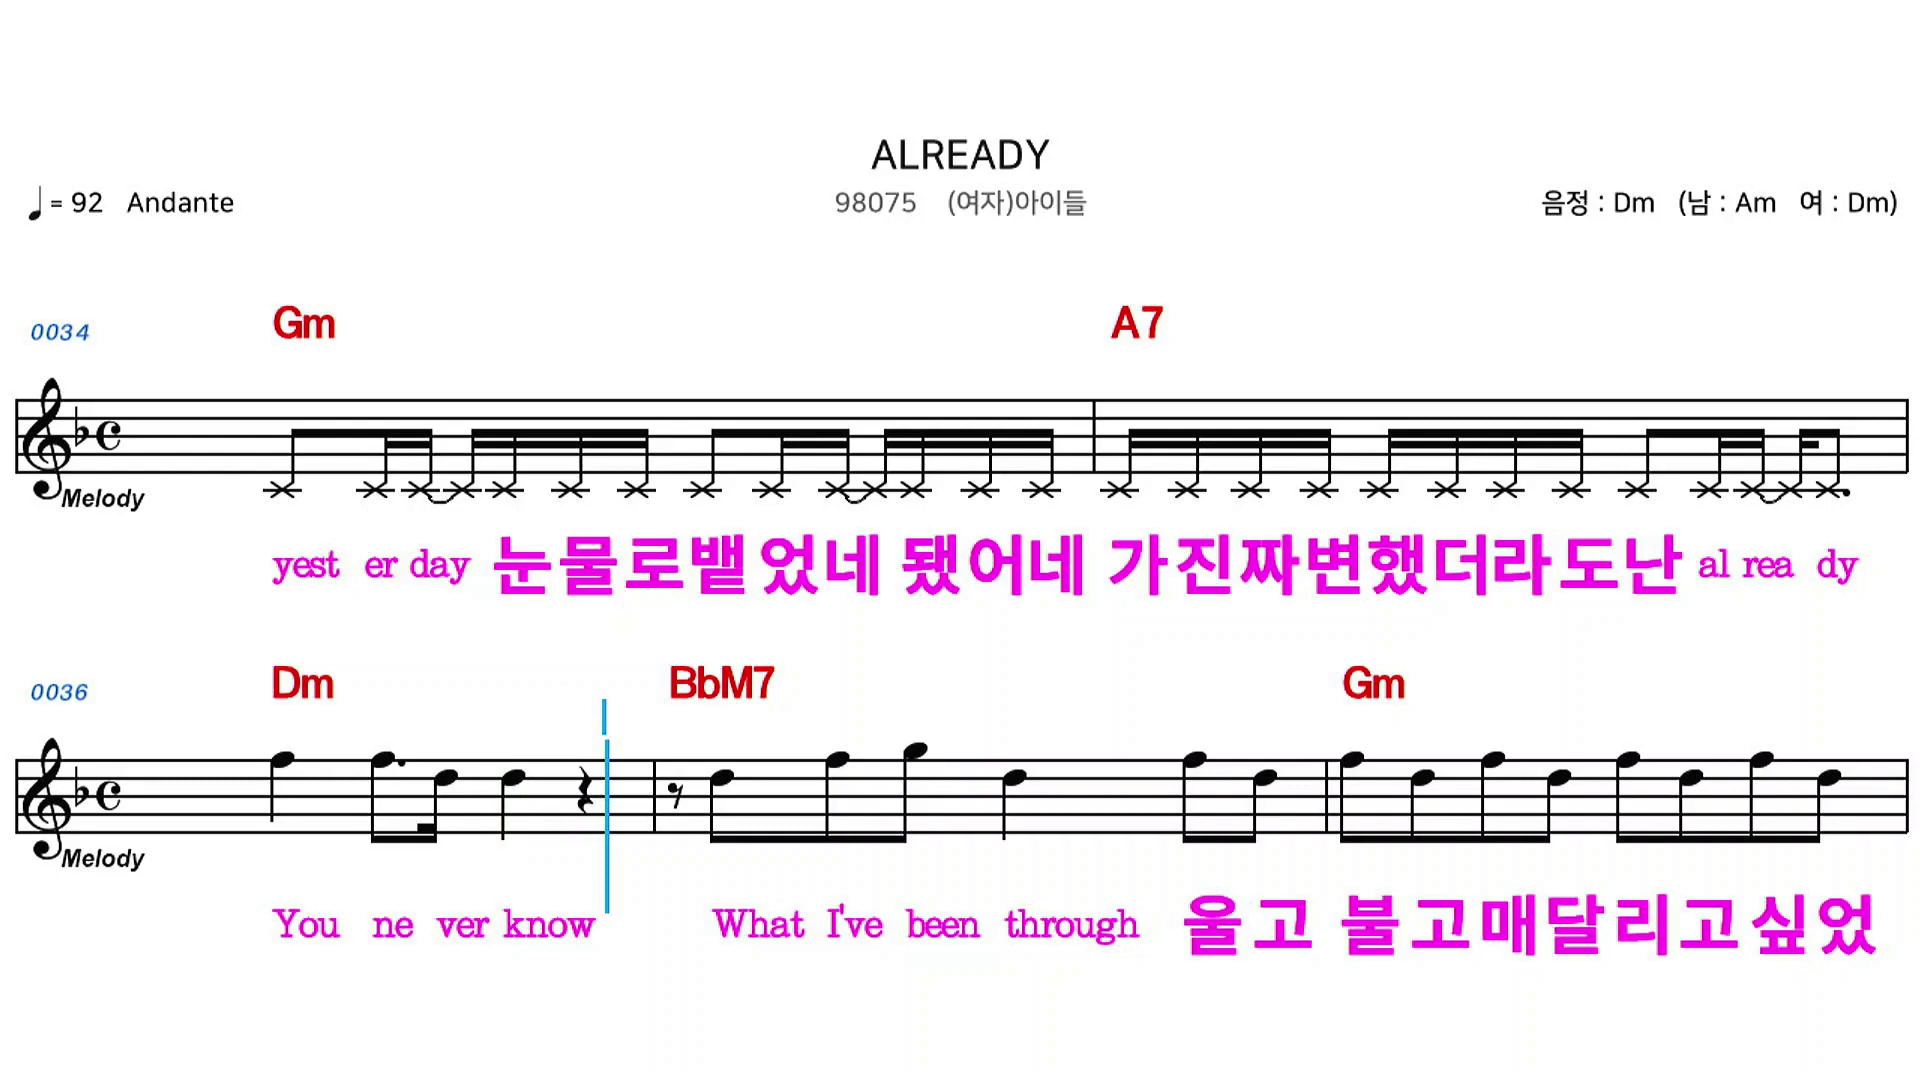 ALREADY
♩= 92 Andante
98075 (여자)아이들
음정 : Dm (남 : Am 여 : Dm)
0034 Gm A7
Melody
yest er day 눈물로뱉었네 됐어네 가진짜변했더라도난 al rea dy
0036 Dm BbM7 Gm
Melody
You ne ver know What I've been through 울고 불고매달리고싶었